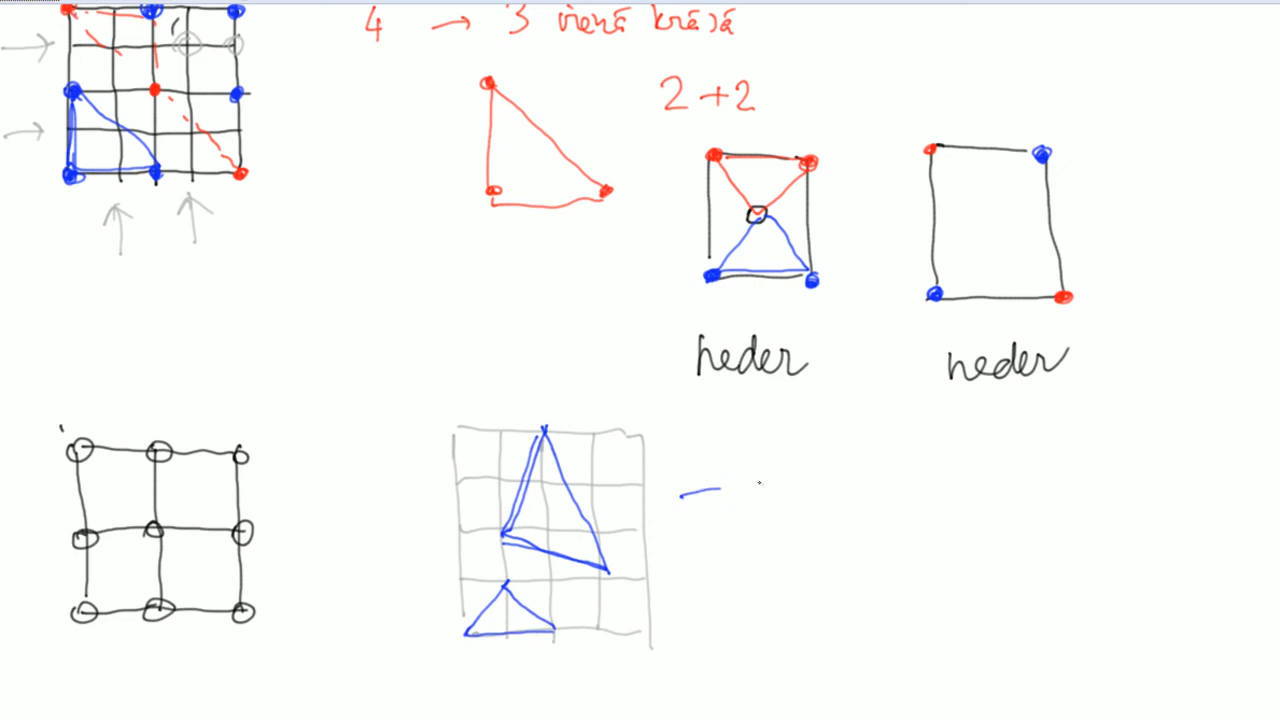 4 → 3 vienā krāsā
2 + 2
neder
neder